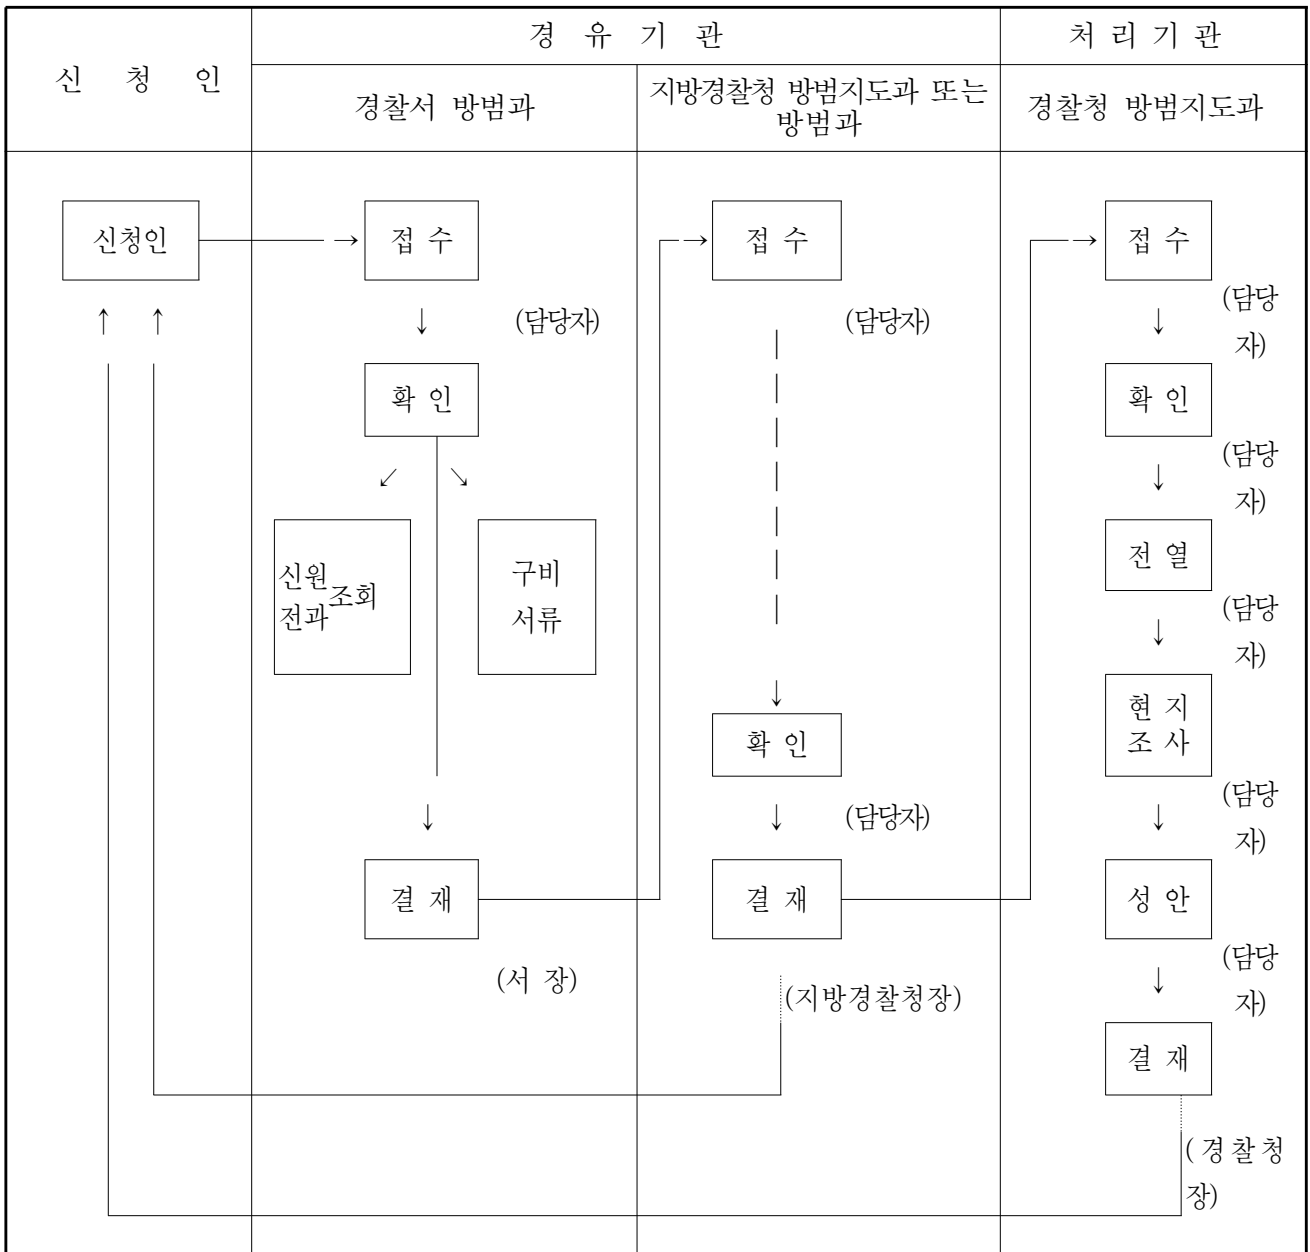 신 청 인
경 유 기 관
처 리 기 관
경찰서 방범과
지방경찰청 방범지도과 또는
방범과
경찰청 방범지도과
신청인
→
접 수
→
접 수
→
접 수
↑ ↑
↓
(담당자)
(담당자)
↓
(담당
자)
확 인
확 인
↙ ↘
↓
(담당
자)
신원
전과
조회
구비
서류
전 열
↓
(담당
자)
↓
확 인
현 지
조 사
↓
↓
(담당자)
↓
(담당
자)
결 재
결 재
성 안
(서 장)
(지방경찰청장)
↓
(담당
자)
결 재
( 경 찰 청
장)